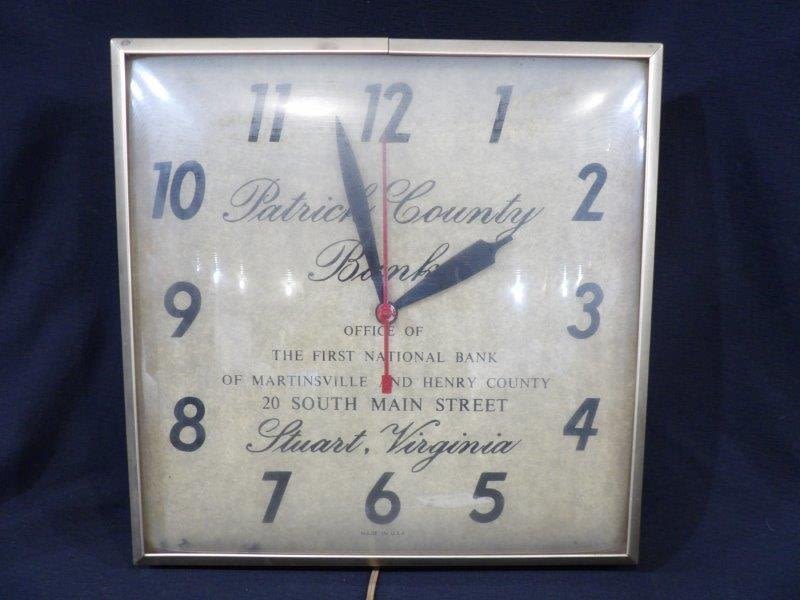 11 12 1
10 2
Patrick County
Bank
9 3
OFFICE OF
THE FIRST NATIONAL BANK
OF MARTINSVILLE AND HENRY COUNTY
20 SOUTH MAIN STREET
8 4
Stuart, Virginia
7 6 5
MADE IN U.S.A.